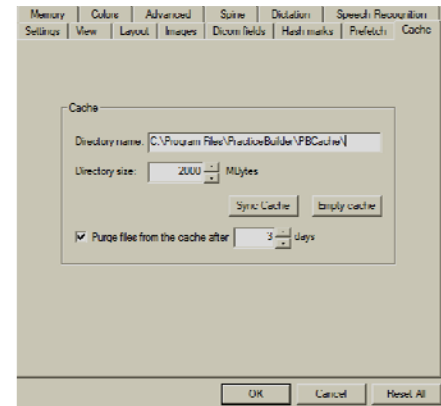 Memory Colors Advanced Spine Dictation Speech Recognition
Settings View Layout Images Dicom fields Hash marks Prefetch Cache
Cache
Directory name: C:\Program Files\PracticeBuilder\PBCache\
Directory size: 2000 MBytes
Sync Cache Empty cache
Purge files from the cache after 3 days
OK Cancel Reset All